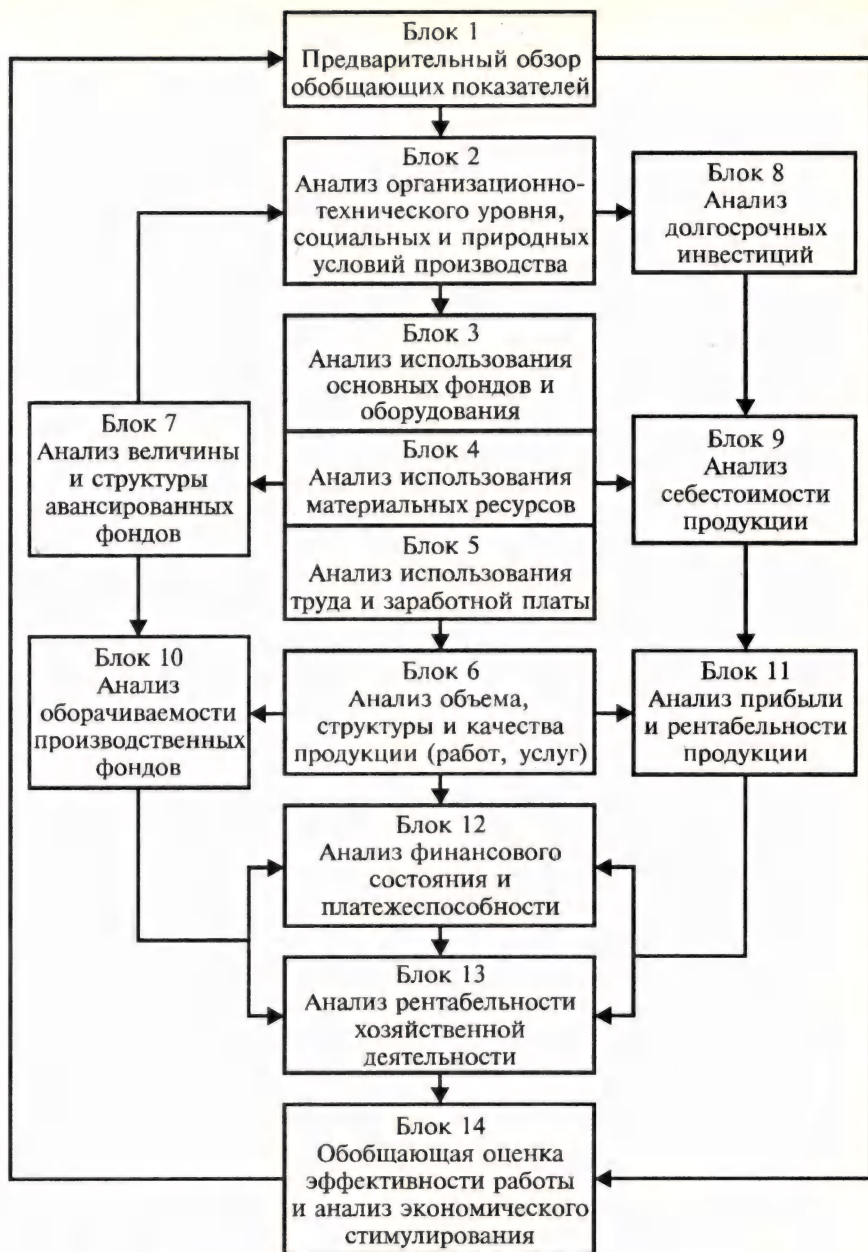 Блок 1
Предварительный обзор
обобщающих показателей
Блок 2
Анализ организационно-
технического уровня,
социальных и природных
условий производства
Блок 8
Анализ
долгосрочных
инвестиций
Блок 3
Анализ использования
основных фондов и
оборудования
Блок 7
Анализ величины
и структуры
авансированных
фондов
Блок 4
Анализ использования
материальных ресурсов
Блок 9
Анализ
себестоимости
продукции
Блок 5
Анализ использования
труда и заработной платы
Блок 10
Анализ
оборачиваемости
производственных
фондов
Блок 6
Анализ объема,
структуры и качества
продукции (работ, услуг)
Блок 11
Анализ прибыли
и рентабельности
продукции
Блок 12
Анализ финансового
состояния и
платежеспособности
Блок 13
Анализ рентабельности
хозяйственной
деятельности
Блок 14
Обобщающая оценка
эффективности работы
и анализ экономического
стимулирования